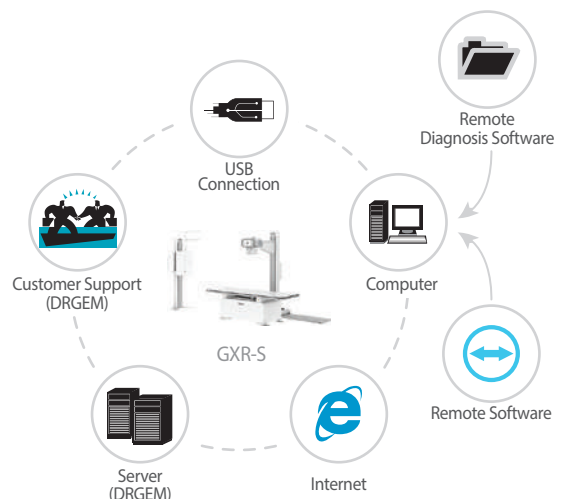 Remote
Diagnosis Software
USB
Connection
Customer Support
(DRGEM)
Computer
GXR-S
Remote Software
Server
(DRGEM)
Internet